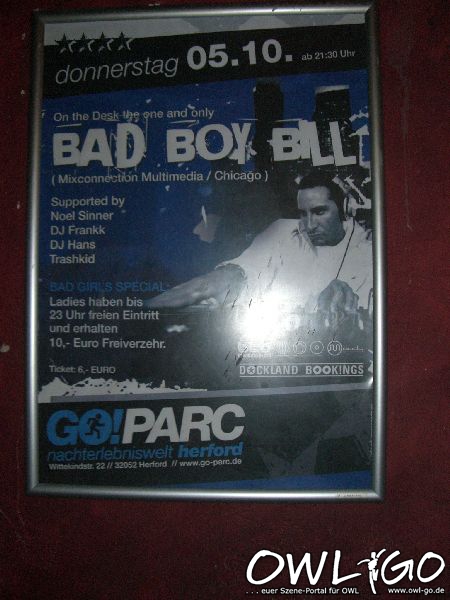 donnerstag 05.10. ab 21:30 Uhr
On the Desk the one and only
BAD BOY BILL
( Mixconnection Multimedia / Chicago )
Supported by
Noel Sinner
DJ Frankk
DJ Hans
Trashkid
BAD GIRLS SPECIAL:
Ladies haben bis
23 Uhr freien Eintritt
und erhalten
10,- Euro Freiverzehr.
Ticket: 6,- EURO
DOCKLAND BOOKINGS
GO!PARC
nachterlebniswelt herford
Wittekindstr. 22 // 32052 Herford // www.go-parc.de
OWL GO
. . . euer Szene-Portal für OWL www.owl-go.de